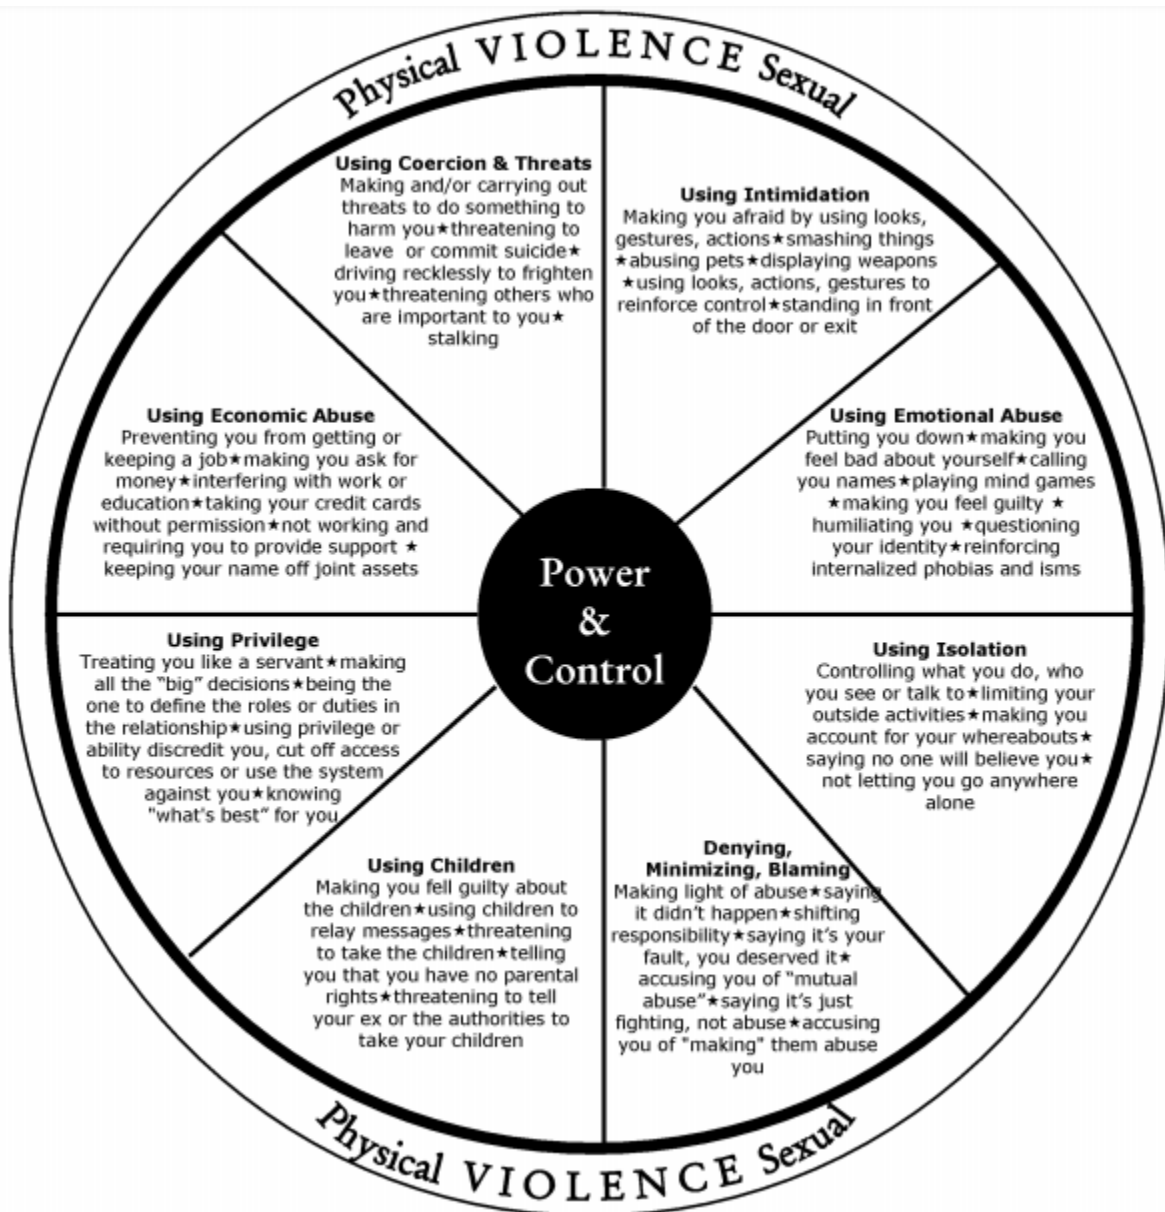 Physical VIOLENCE Sexual
Using Coercion & Threats
Making and/or carrying out
threats to do something to
harm you★threatening to
leave or commit suicide★
driving recklessly to frighten
you★threatening others who
are important to you★
stalking
Using Intimidation
Making you afraid by using looks,
gestures, actions★smashing things
★abusing pets★displaying weapons
★using looks, actions, gestures to
reinforce control★standing in front
of the door or exit
Using Economic Abuse
Preventing you from getting or
keeping a job★making you ask for
money★interfering with work or
education★taking your credit cards
without permission★not working and
requiring you to provide support ★
keeping your name off joint assets
Using Emotional Abuse
Putting you down★making you
feel bad about yourself★calling
you names★playing mind games
★making you feel guilty ★
humiliating you ★questioning
your identity★reinforcing
internalized phobias and isms
Power
&
Control
Using Privilege
Treating you like a servant★making
all the “big” decisions★being the
one to define the roles or duties in
the relationship★using privilege or
ability discredit you, cut off access
to resources or use the system
against you★knowing
"what's best” for you
Using Isolation
Controlling what you do, who
you see or talk to★limiting your
outside activities★making you
account for your whereabouts★
saying no one will believe you★
not letting you go anywhere
alone
Using Children
Making you fell guilty about
the children★using children to
relay messages★threatening
to take the children★telling
you that you have no parental
rights★threatening to tell
your ex or the authorities to
take your children
Denying,
Minimizing, Blaming
Making light of abuse★saying
it didn’t happen★shifting
responsibility★saying it’s your
fault, you deserved it★
accusing you of “mutual
abuse”★saying it’s just
fighting, not abuse★accusing
you of "making" them abuse
you
Physical VIOLENCE Sexual